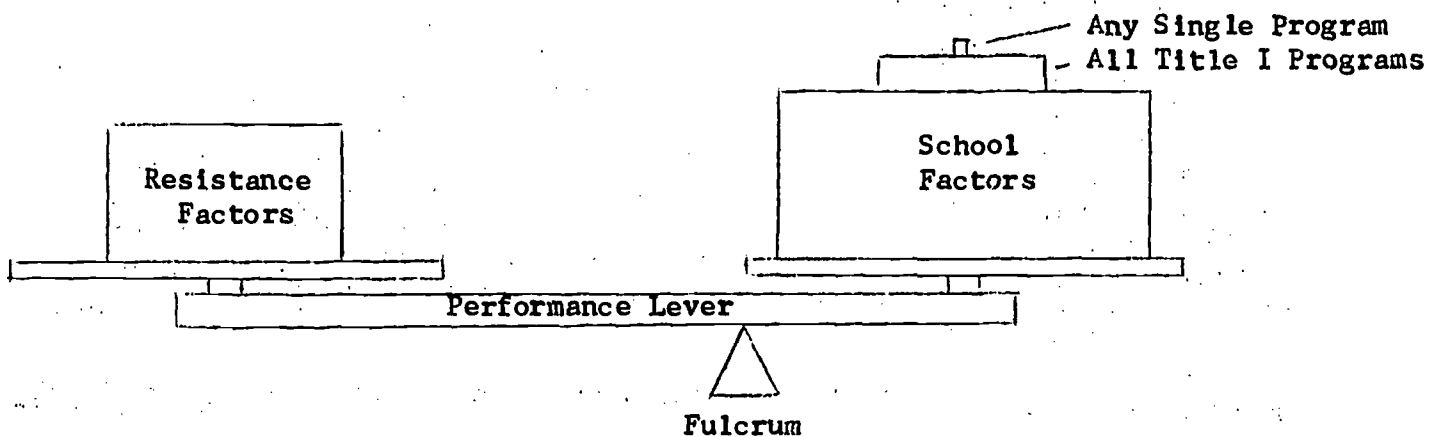 Any Single Program
All Title I Programs
School
Factors
Resistance
Factors
Performance Lever
Fulcrum